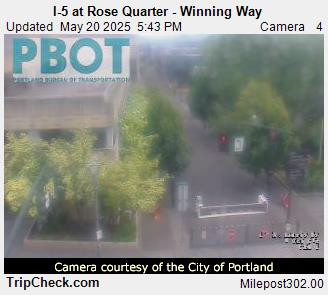 I-5 at Rose Quarter - Winning Way
Updated May 20 2025 5:43 PM Camera 4
PBOT
PORTLAND BUREAU OF TRANSPORTATION
Camera courtesy of the City of Portland
TripCheck.com Milepost302.00